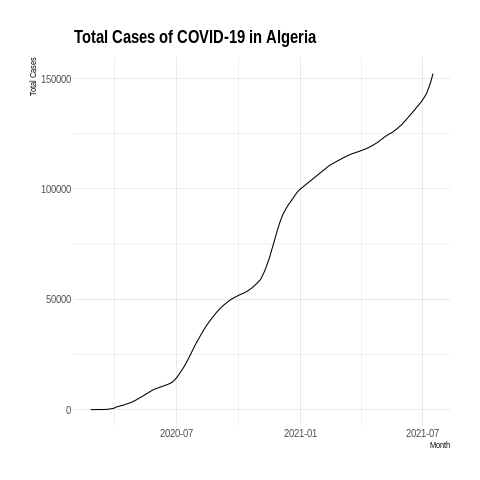 Total Cases of COVID-19 in Algeria
Total Cases
150000
100000
50000
0
2020-07
2021-01
2021-07
Month